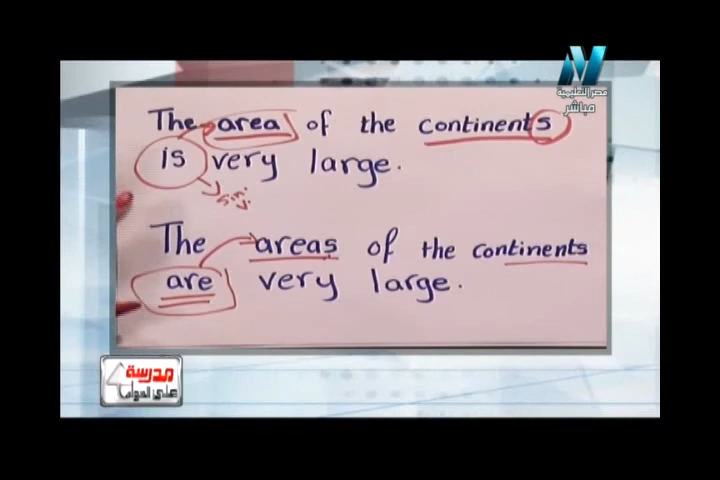 مصر التعليمية
مباشر
The area of the continents
is very large.
sin.
v.
The areas of the continents
are very large.
مدرسة
على الهواء